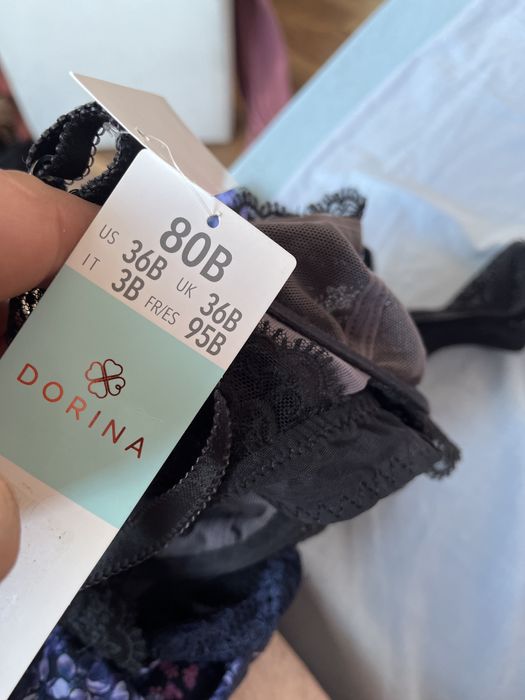 80B
US 36B UK 36B
IT 3B FR/ES 95B
DORINA